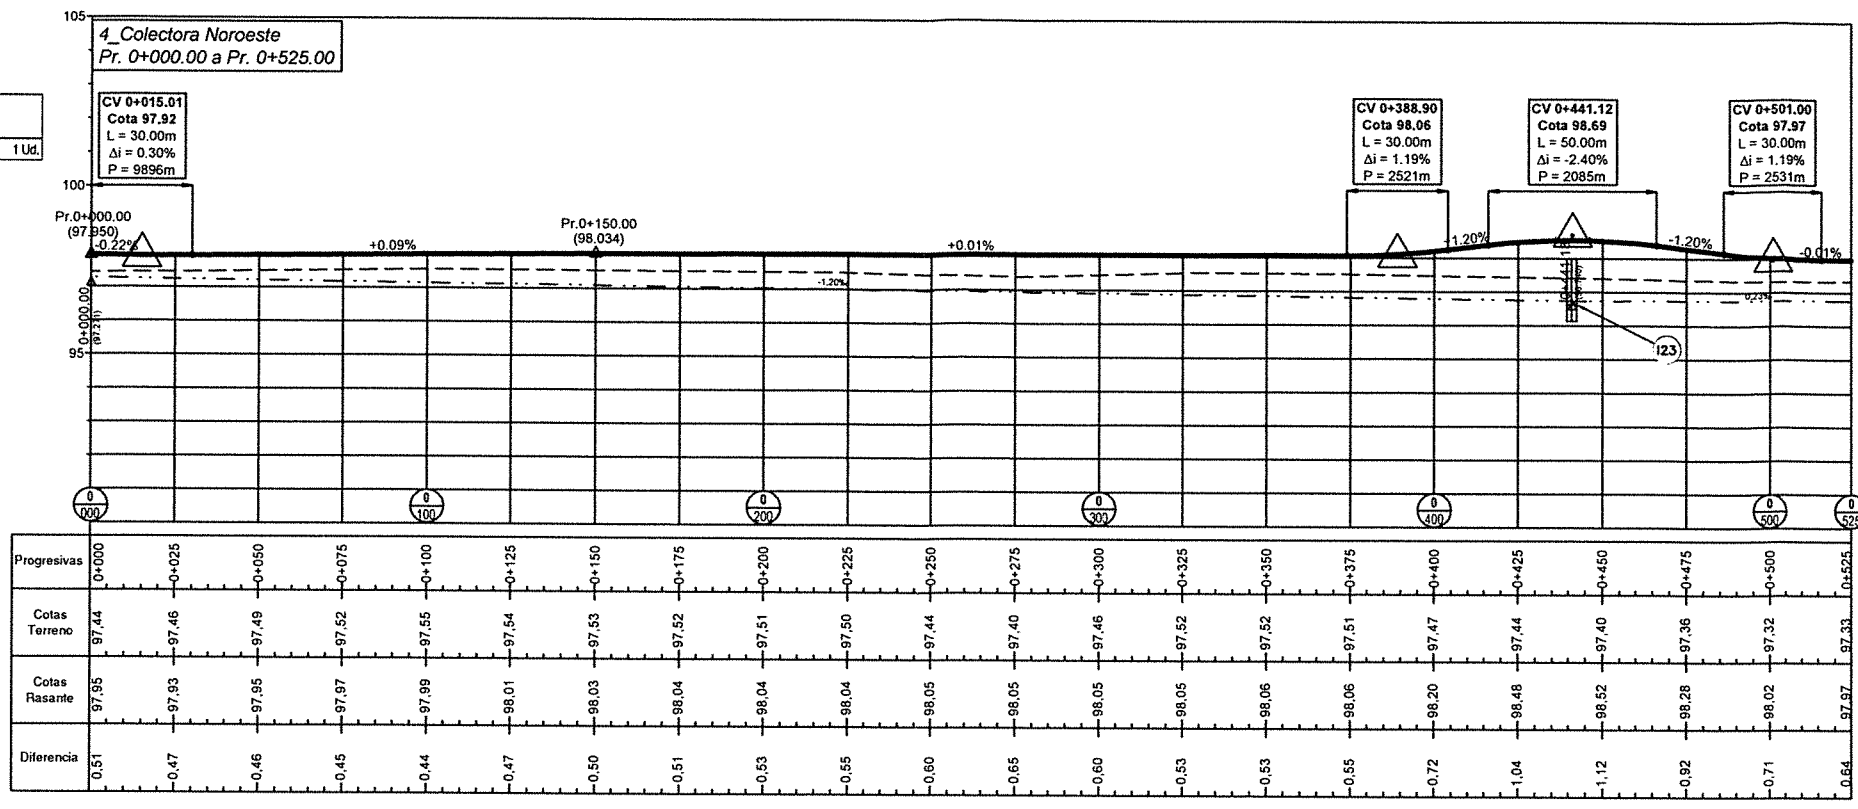 105
4_Colectora Noroeste
Pr. 0+000.00 a Pr. 0+525.00
1 Ud.
CV 0+015.01
Cota 97.92
L = 30.00m
Δi = 0.30%
P = 9896m
CV 0+388.90
Cota 98.06
L = 30.00m
Δi = 1.19%
P = 2521m
CV 0+441.12
Cota 98.69
L = 50.00m
Δi = -2.40%
P = 2085m
CV 0+501.00
Cota 97.97
L = 30.00m
Δi = 1.19%
P = 2531m
100
Pr.0+000.00
(97.950)
-0.22%
+0.09%
Pr.0+150.00
(98.034)
+0.01%
+1.20%
-1.20%
-0.01%
-1.20%
0.23%
0+000.00
95
123
0 000
0 100
0 200
0 300
0 400
0 500
0 525
Progresivas 0+000 0+025 0+050 0+075 0+100 0+125 0+150 0+175 0+200 0+225 0+250 0+275 0+300 0+325 0+350 0+375 0+400 0+425 0+450 0+475 0+500 0+525
Cotas
Terreno 97,44 97,46 97,49 97,52 97,55 97,54 97,53 97,52 97,51 97,50 97,44 97,40 97,46 97,52 97,52 97,51 97,47 97,44 97,40 97,36 97,32 97,33
Cotas
Rasante 97,95 97,93 97,95 97,97 97,99 98,01 98,03 98,04 98,04 98,04 98,05 98,05 98,05 98,05 98,06 98,06 98,20 98,48 98,52 98,28 98,02 97,97
Diferencia 0,51 0,47 0,46 0,45 0,44 0,47 0,50 0,51 0,53 0,55 0,60 0,65 0,60 0,53 0,53 0,55 0,72 1,04 1,12 0,92 0,71 0,64